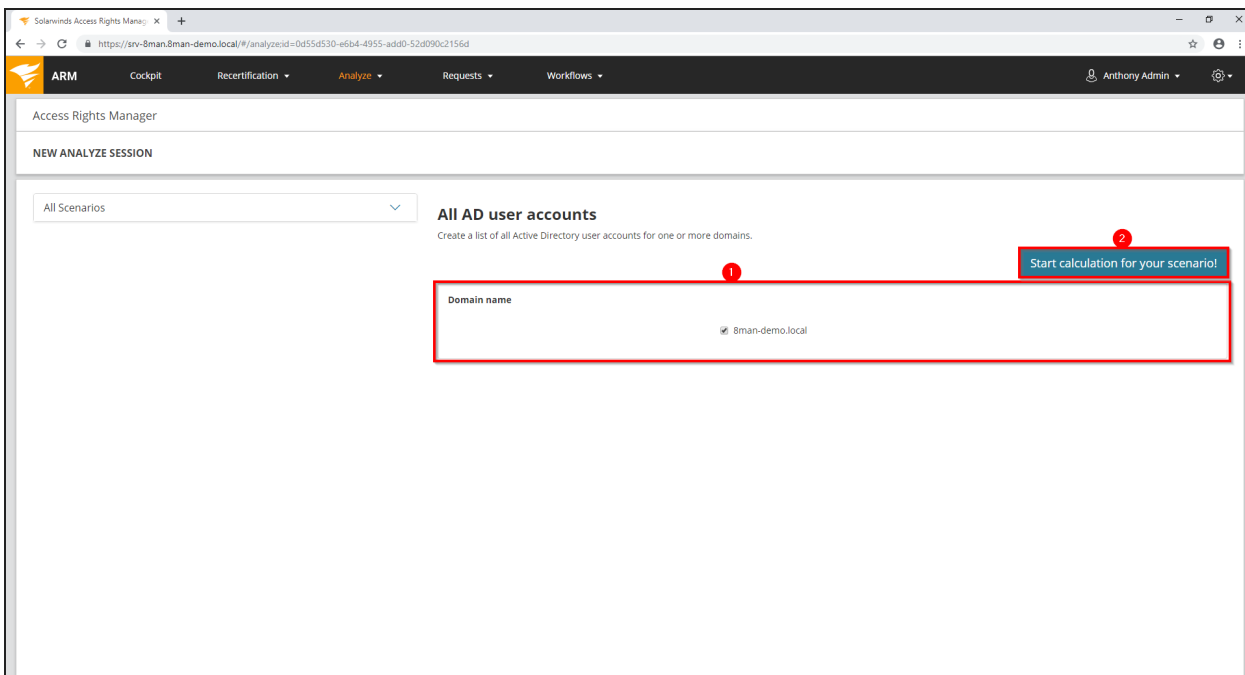 Solarwinds Access Rights Manag
https://srv-8man.8man-demo.local/#/analyze;id=0d55d530-e6b4-4955-add0-52d090c2156d
ARM Cockpit Recertification Analyze Requests Workflows Anthony Admin
Access Rights Manager
NEW ANALYZE SESSION
All Scenarios
All AD user accounts
Create a list of all Active Directory user accounts for one or more domains.
2
Start calculation for your scenario!
1
Domain name
8man-demo.local